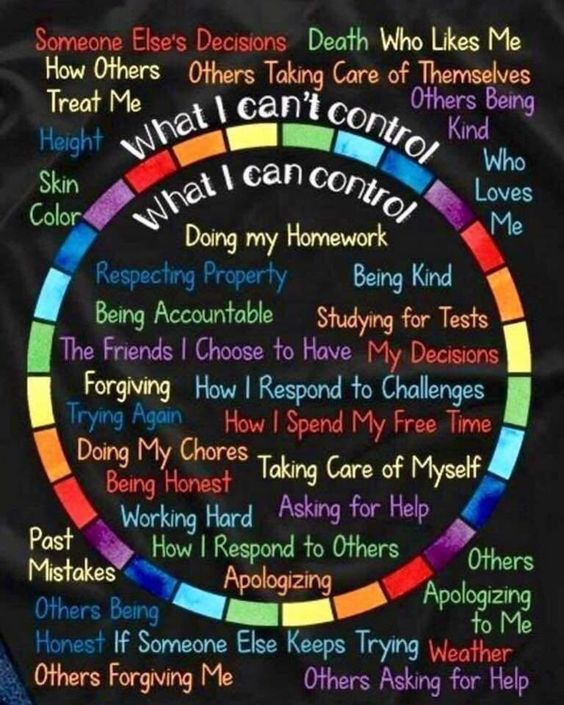 Someone Else's Decisions Death Who Likes Me
How Others Others Taking Care of Themselves
Treat Me Others Being
Kind
Height
Who
Loves
Me
Skin
Color
What I can't control
What I can control
Doing my Homework
Respecting Property Being Kind
Being Accountable Studying for Tests
The Friends I Choose to Have My Decisions
Forgiving How I Respond to Challenges
Trying Again How I Spend My Free Time
Doing My Chores Taking Care of Myself
Being Honest
Working Hard Asking for Help
How I Respond to Others
Apologizing
Past
Mistakes
Others
Apologizing
to Me
Others Being
Honest If Someone Else Keeps Trying Weather
Others Forgiving Me Others Asking for Help